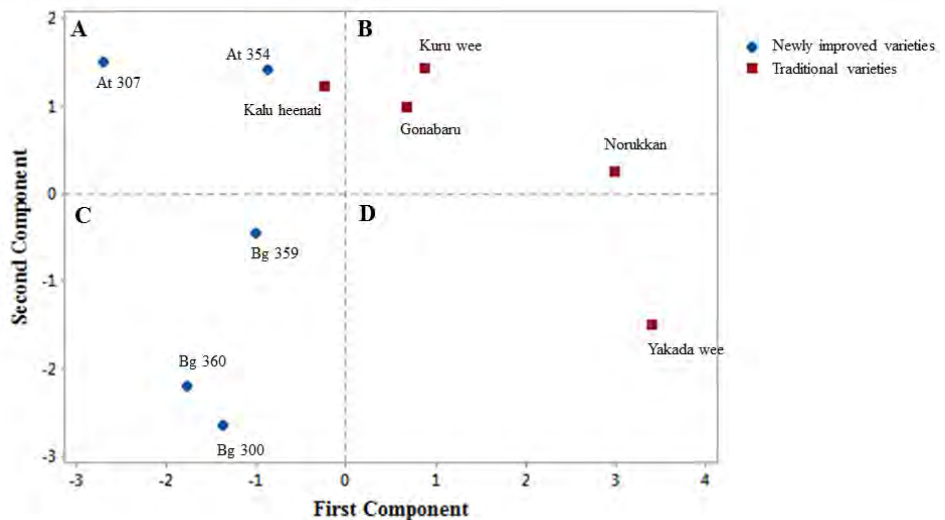 2
A
B
Kuru wee
At 354
At 307
Kalu heenati
Gonabaru
1
Norukkan
0
C
D
Bg 359
-1
Yakada wee
Bg 360
-2
Bg 300
-3
-3 -2 -1 0 1 2 3 4
First Component
Second Component
Newly improved varieties
Traditional varieties